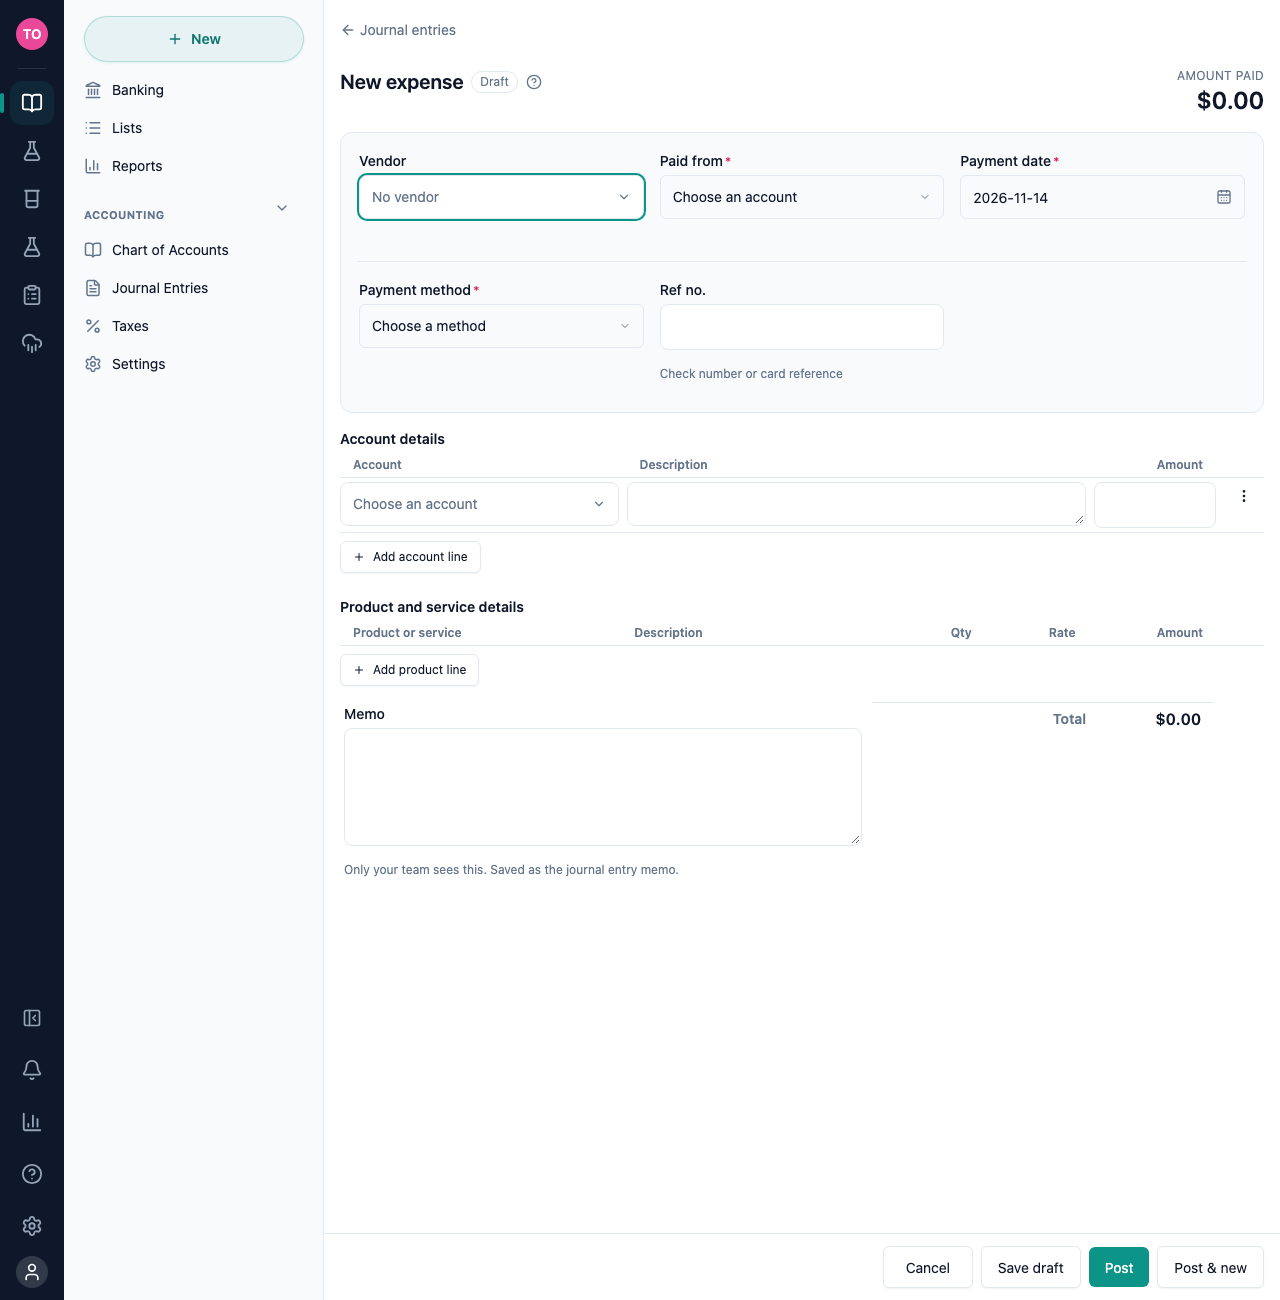 TO
New
Banking
Lists
Reports
ACCOUNTING
Chart of Accounts
Journal Entries
Taxes
Settings
Journal entries
New expense
Draft
AMOUNT PAID
$0.00
Vendor
Paid from*
Payment date*
No vendor
Choose an account
2026-11-14
Payment method*
Ref no.
Choose a method
Check number or card reference
Account details
Account
Description
Amount
Choose an account
Add account line
Product and service details
Product or service
Description
Qty
Rate
Amount
Add product line
Memo
Total
$0.00
Only your team sees this. Saved as the journal entry memo.
Cancel
Save draft
Post
Post & new